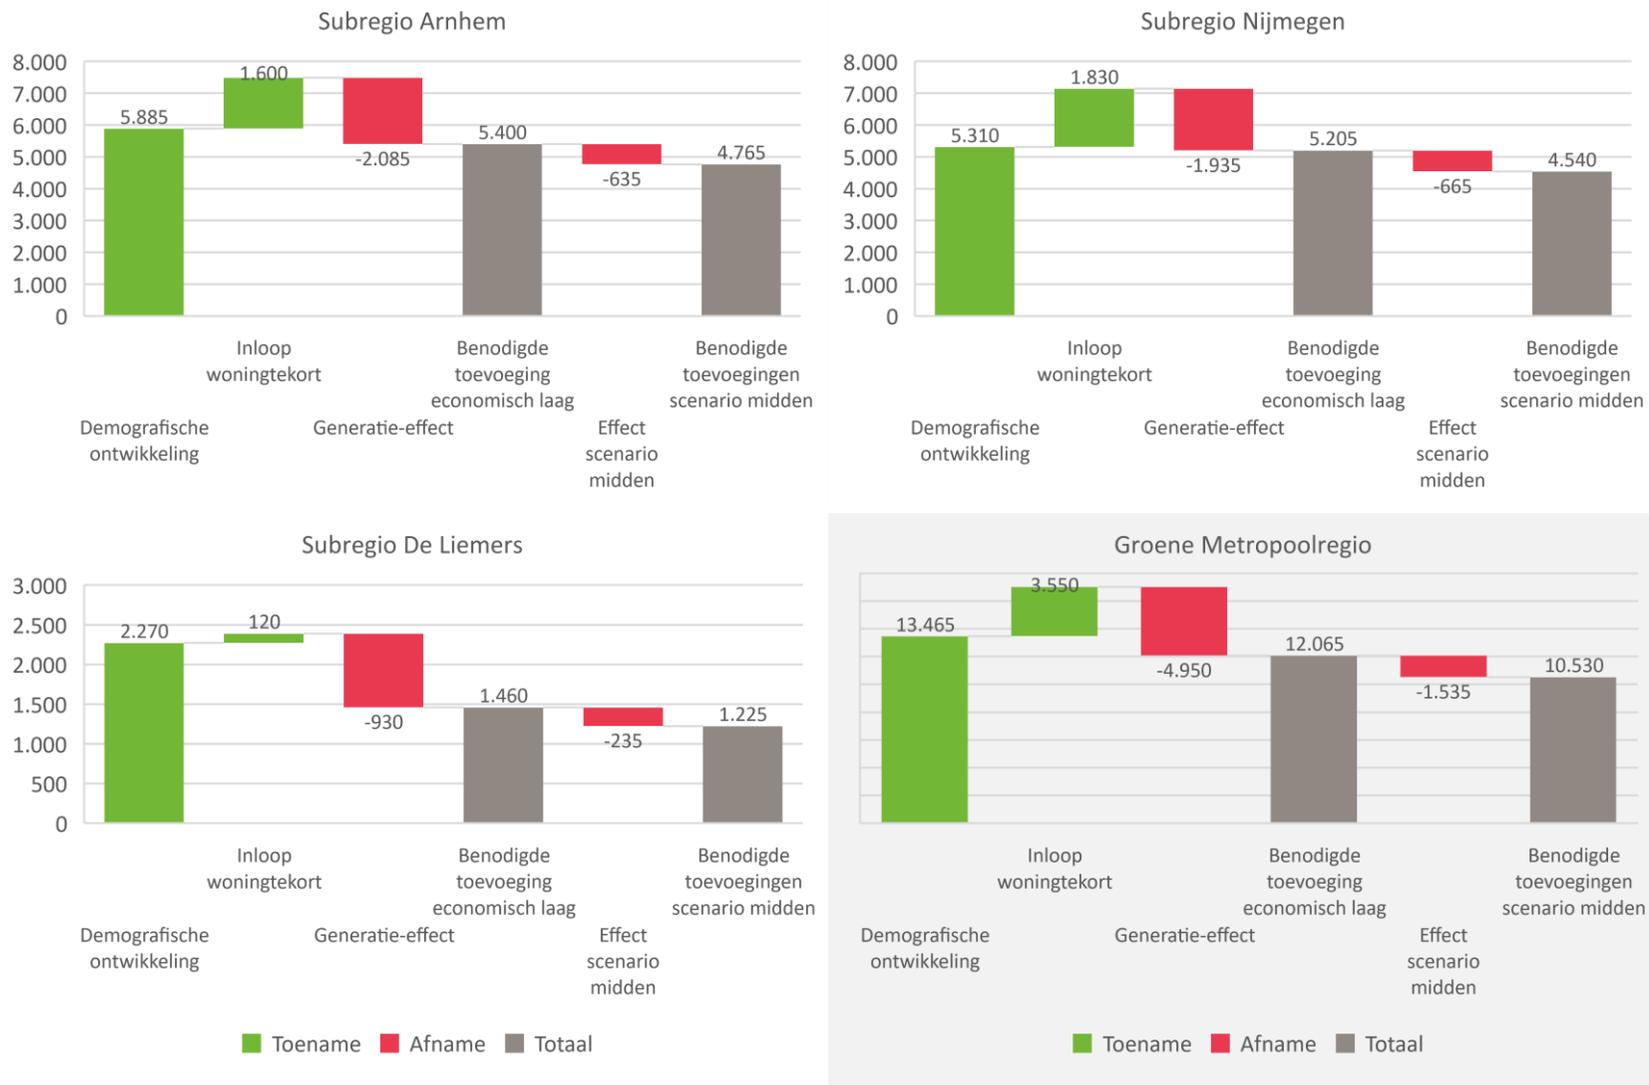 Subregio Arnhem
8.000
7.000
6.000
5.000
4.000
3.000
2.000
1.000
0
5.885
1.600
-2.085
5.400
-635
4.765
Inloop
woningtekort
Benodigde
toevoeging
economisch laag
Benodigde
toevoegingen
scenario midden
Demografische
ontwikkeling
Generatie-effect
Effect
scenario
midden
Subregio Nijmegen
8.000
7.000
6.000
5.000
4.000
3.000
2.000
1.000
0
5.310
1.830
-1.935
5.205
-665
4.540
Inloop
woningtekort
Benodigde
toevoeging
economisch laag
Benodigde
toevoegingen
scenario midden
Demografische
ontwikkeling
Generatie-effect
Effect
scenario
midden
Subregio De Liemers
3.000
2.500
2.000
1.500
1.000
500
0
2.270
120
-930
1.460
-235
1.225
Inloop
woningtekort
Benodigde
toevoeging
economisch laag
Benodigde
toevoegingen
scenario midden
Demografische
ontwikkeling
Generatie-effect
Effect
scenario
midden
Toename Afname Totaal
Groene Metropoolregio
13.465
3.550
-4.950
12.065
-1.535
10.530
Inloop
woningtekort
Benodigde
toevoeging
economisch laag
Benodigde
toevoegingen
scenario midden
Demografische
ontwikkeling
Generatie-effect
Effect
scenario
midden
Toename Afname Totaal